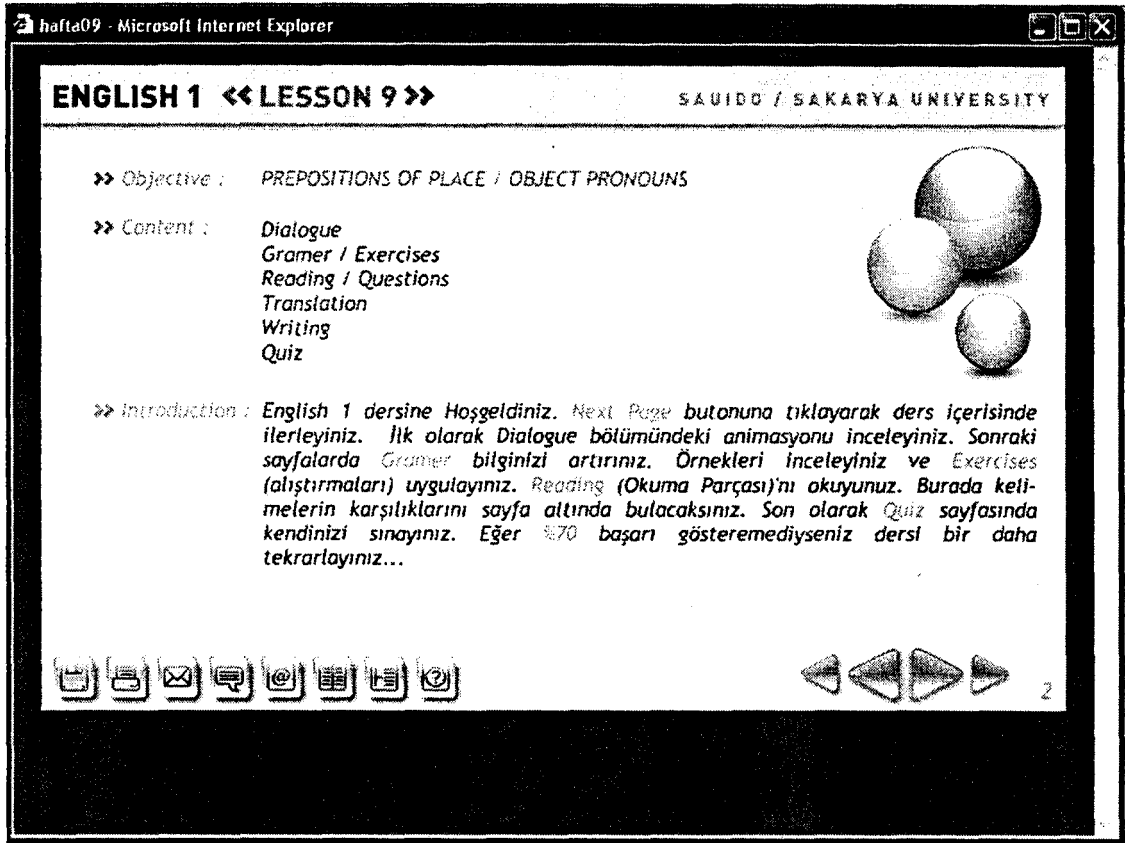 hafta09 - Microsoft Internet Explorer
ENGLISH 1 << LESSON 9 >> SAUIDO / SAKARYA UNIVERSITY
>> Objective : PREPOSITIONS OF PLACE / OBJECT PRONOUNS
>> Content : Dialogue
Gramer / Exercises
Reading / Questions
Translation
Writing
Quiz
>> Introduction : English 1 dersine Hoşgeldiniz. Next Page butonuna tıklayarak ders içerisinde
ilerleyiniz. İlk olarak Dialogue bölümündeki animasyonu inceleyiniz. Sonraki
sayfalarda Gramer bilginizi artırınız. Örnekleri inceleyiniz ve Exercises
(alıştırmaları) uygulayınız. Reading (Okuma Parçası)'nı okuyunuz. Burada keli-
melerin karşılıklarını sayfa altında bulacaksınız. Son olarak Quiz sayfasında
kendinizi sınayınız. Eğer %70 başarı gösteremediyseniz dersi bir daha
tekrarlayınız...
2